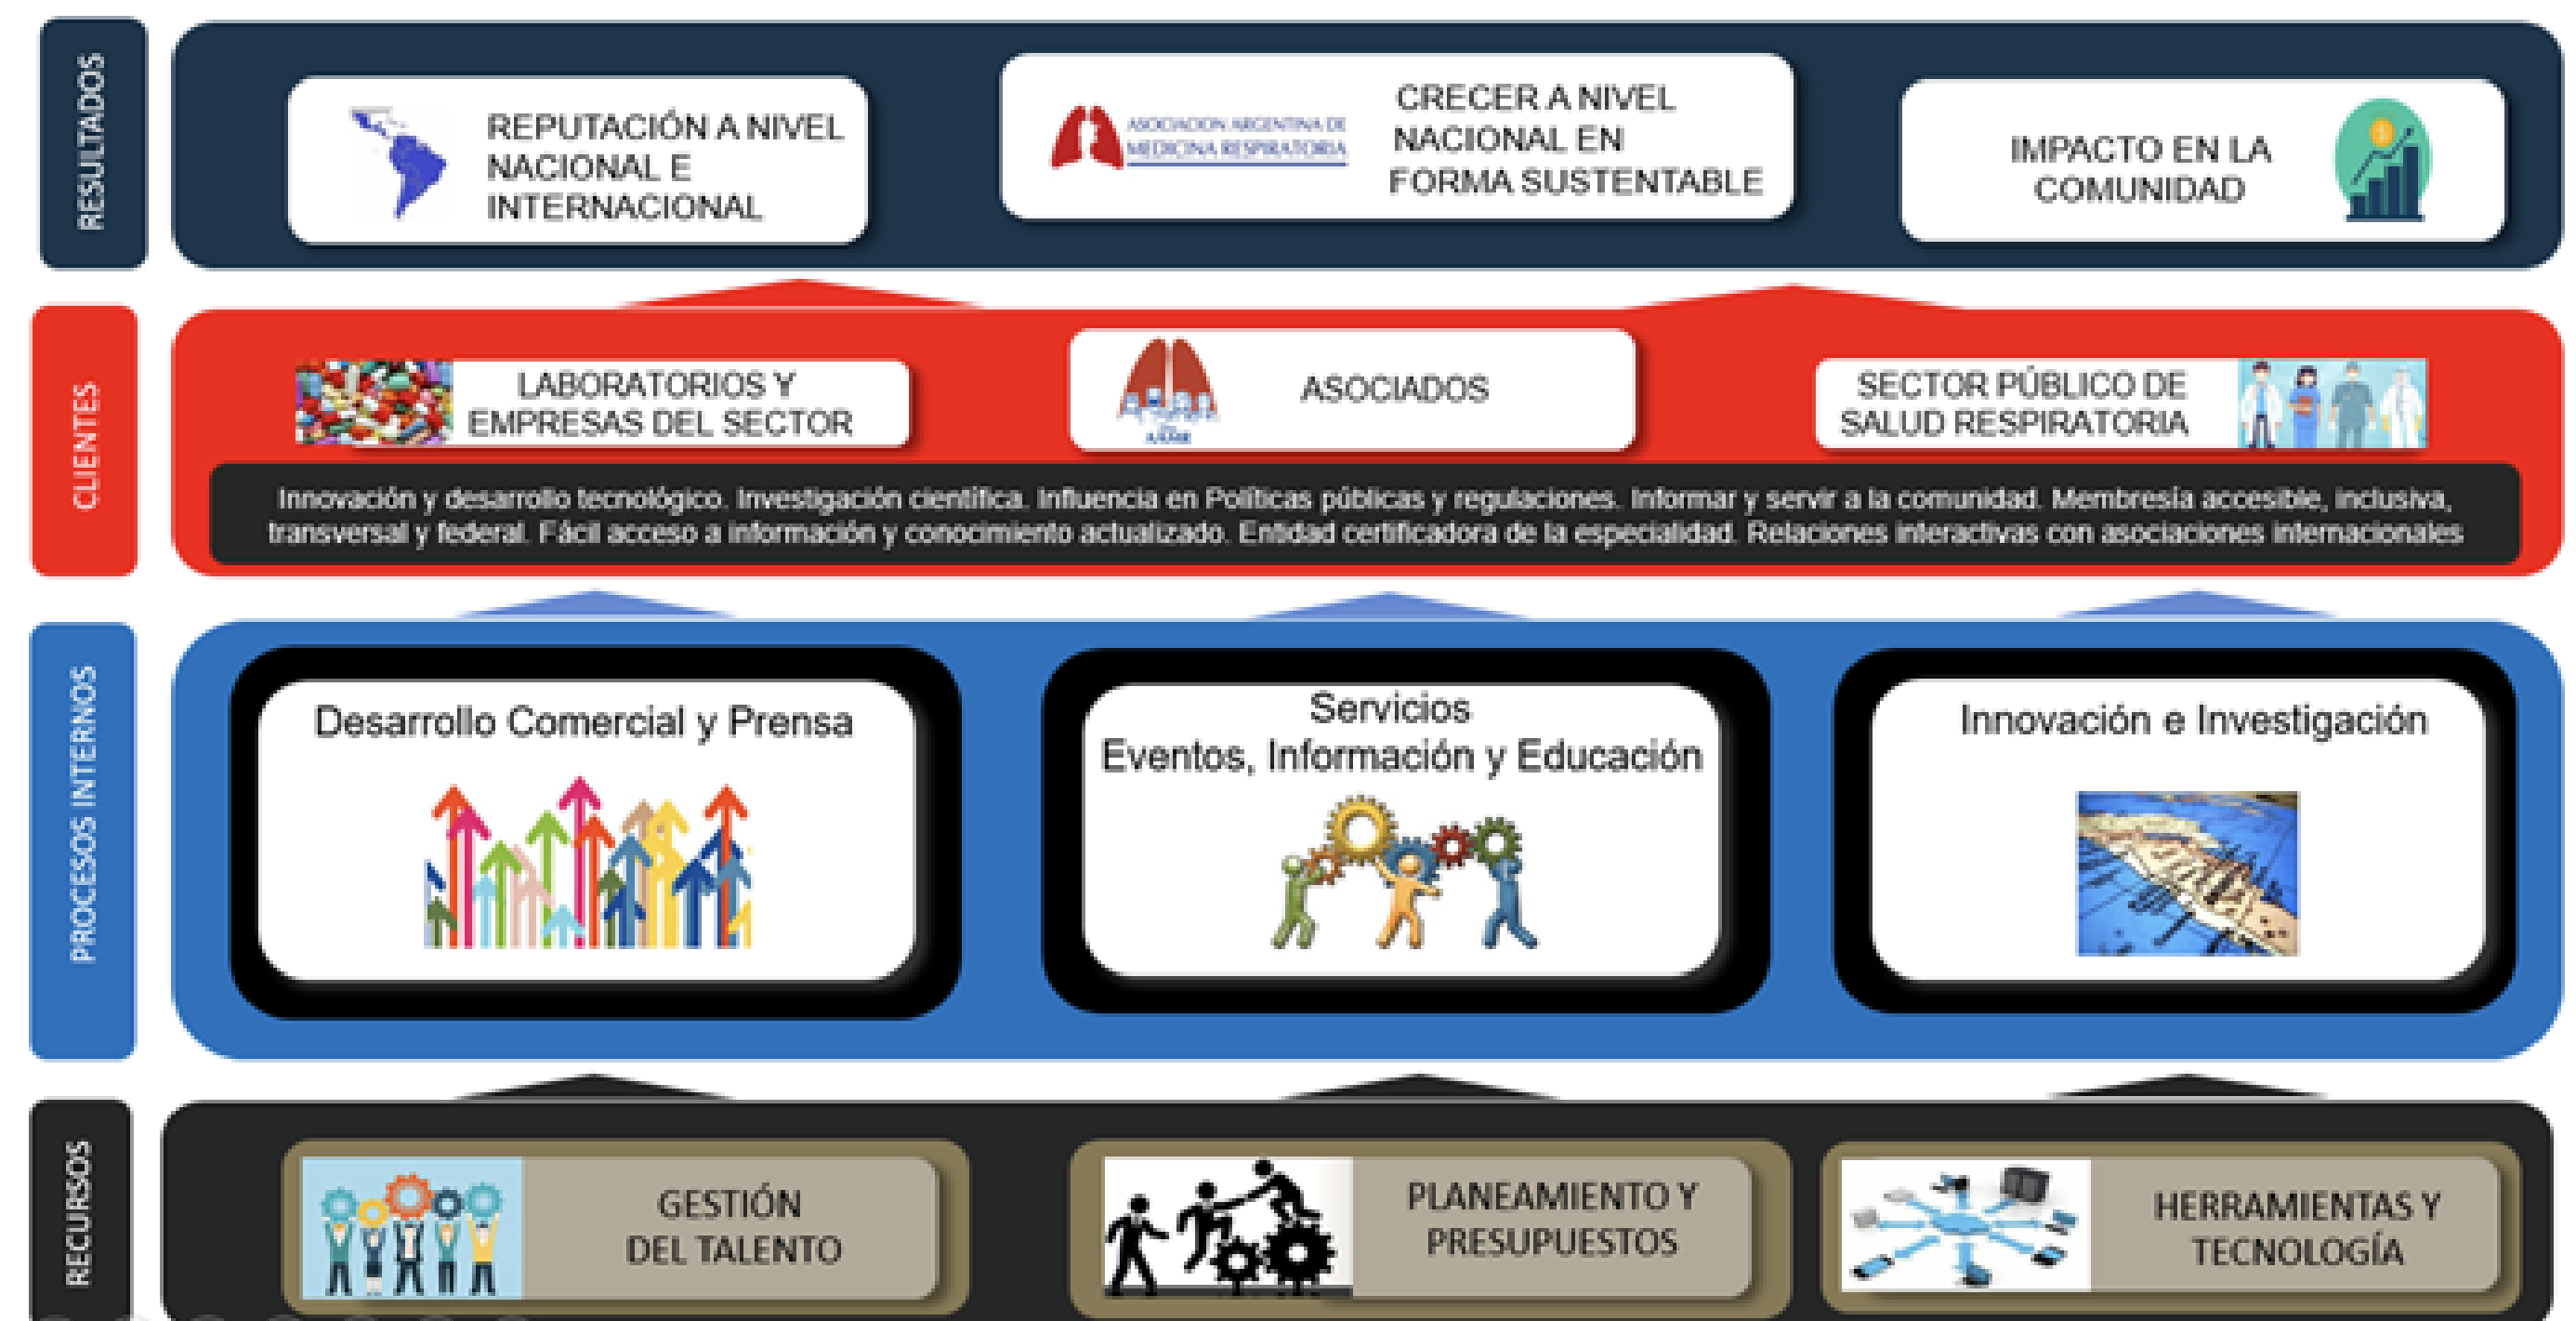 RESULTADOS
REPUTACIÓN A NIVEL
NACIONAL E
INTERNACIONAL
ASOCIACION ARGENTINA DE
MEDICINA RESPIRATORIA
CRECER A NIVEL
NACIONAL EN
FORMA SUSTENTABLE
IMPACTO EN LA
COMUNIDAD
CLIENTES
LABORATORIOS Y
EMPRESAS DEL SECTOR
ASOCIADOS
SECTOR PÚBLICO DE
SALUD RESPIRATORIA
Innovación y desarrollo tecnológico. Investigación científica. Influencia en Políticas públicas y regulaciones. Informar y servir a la comunidad. Membresía accesible, inclusiva,
transversal y federal. Fácil acceso a información y conocimiento actualizado. Entidad certificadora de la especialidad. Relaciones interactivas con asociaciones internacionales
PROCESOS INTERNOS
Desarrollo Comercial y Prensa
Servicios
Eventos, Información y Educación
Innovación e Investigación
RECURSOS
GESTIÓN
DEL TALENTO
PLANEAMIENTO Y
PRESUPUESTOS
HERRAMIENTAS Y
TECNOLOGÍA